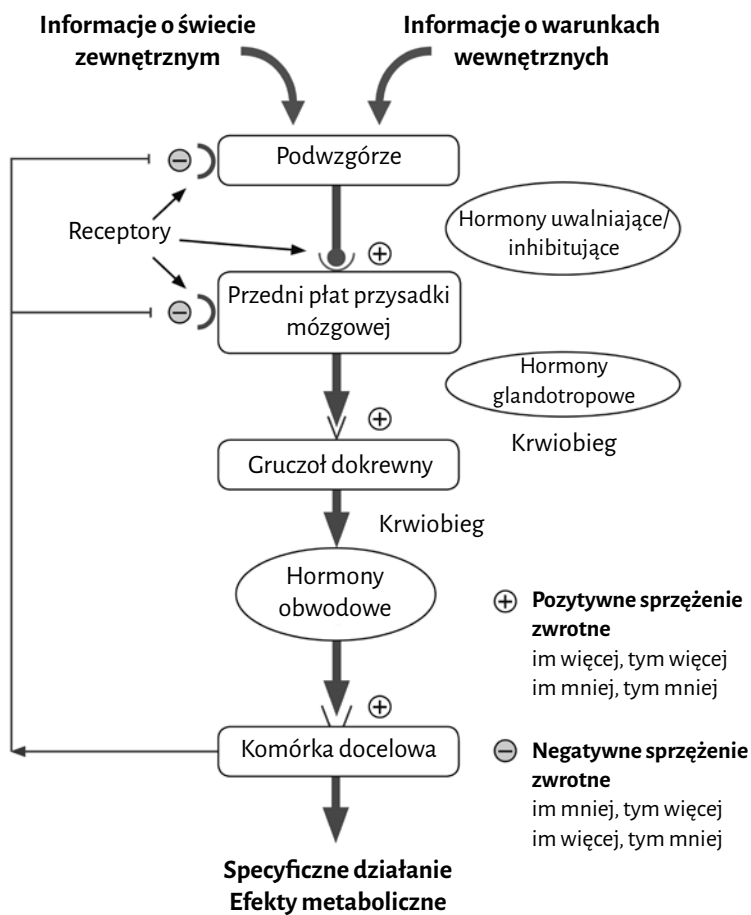 Informacje o świecie
zewnętrznym
Informacje o warunkach
wewnętrznych
Podwzgórze
Receptory
Hormony uwalniające/
inhibitujące
Przedni płat przysadki
mózgowej
Hormony
glandotropowe
Krwiobieg
Gruczoł dokrewny
Krwiobieg
Hormony
obwodowe
Komórka docelowa
Specyficzne działanie
Efekty metaboliczne
Pozytywne sprzężenie
zwrotne
im więcej, tym więcej
im mniej, tym mniej
Negatywne sprzężenie
zwrotne
im mniej, tym więcej
im więcej, tym mniej